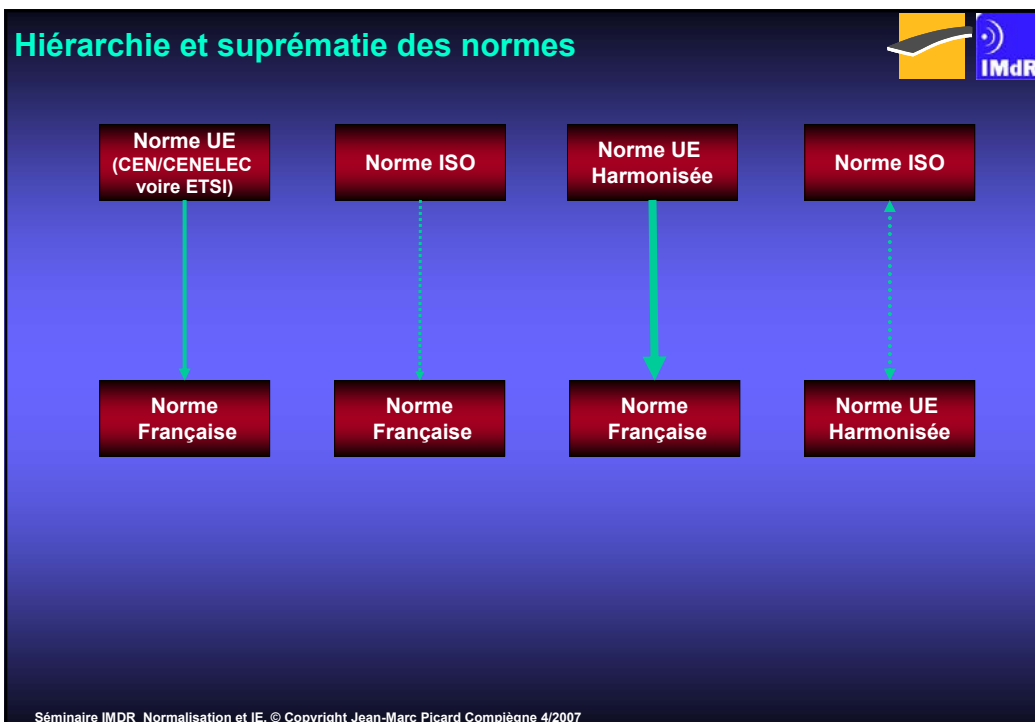 Hiérarchie et suprématie des normes
IMdR
Norme UE
(CEN/CENELEC
voire ETSI)
Norme ISO
Norme UE
Harmonisée
Norme ISO
Norme
Française
Norme
Française
Norme
Française
Norme UE
Harmonisée
Séminaire IMDR Normalisation et IE. © Copyright Jean-Marc Picard Compiègne 4/2007